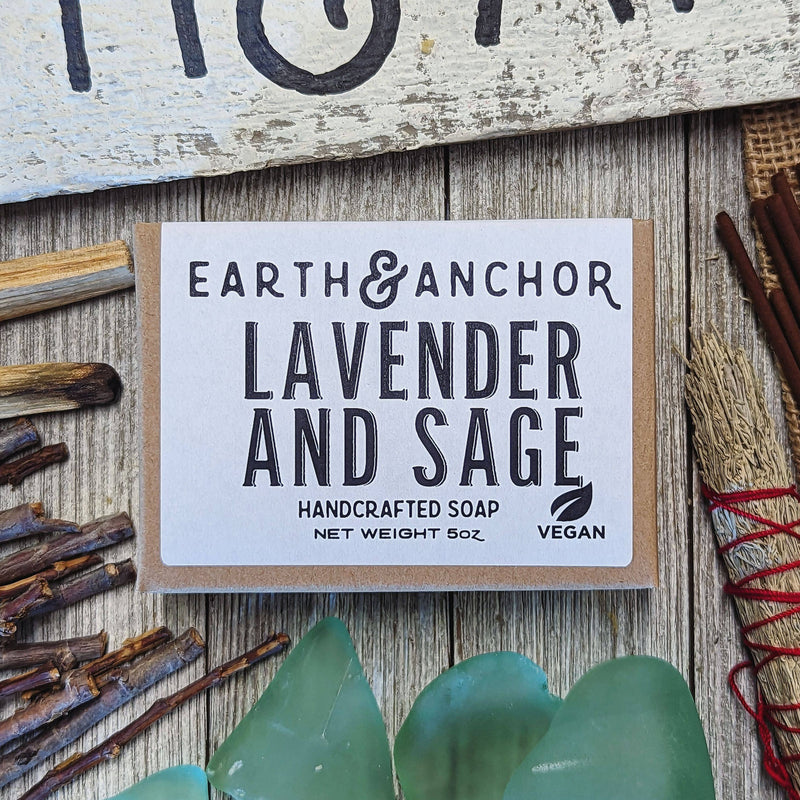 EARTH & ANCHOR
LAVENDER
AND SAGE
HANDCRAFTED SOAP
NET WEIGHT 5oz
VEGAN